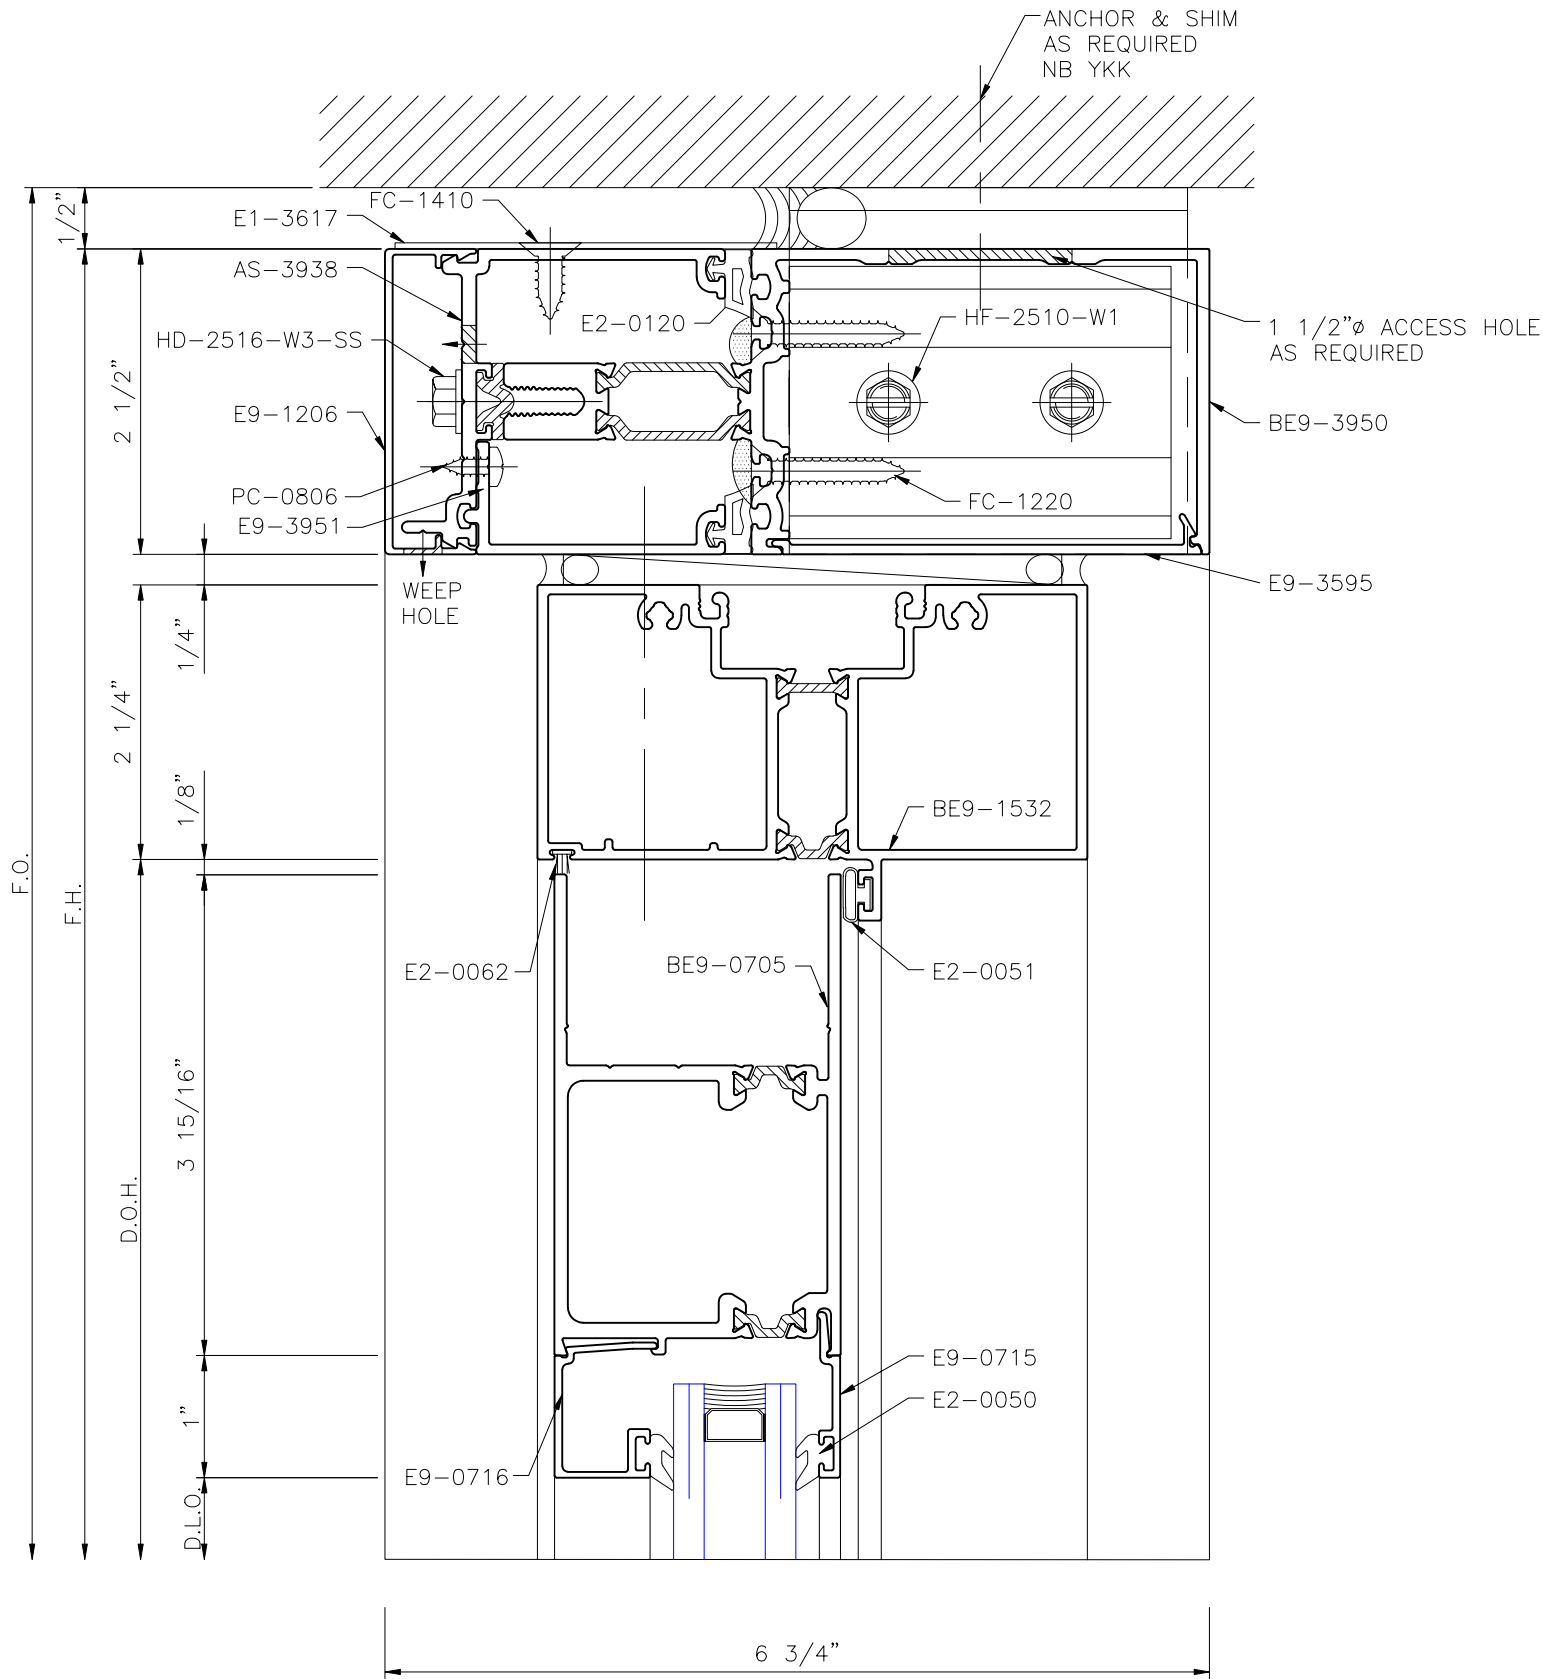 ANCHOR & SHIM
AS REQUIRED
NB YKK
1/2"
FC-1410
E1-3617
AS-3938
E2-0120
HF-2510-W1
1 1/2"ø ACCESS HOLE
AS REQUIRED
HD-2516-W3-SS
2 1/2"
E9-1206
BE9-3950
PC-0806
E9-3951
FC-1220
WEEP
HOLE
E9-3595
1/4"
2 1/4"
1/8"
BE9-1532
F.O.
F.H.
E2-0062
BE9-0705
E2-0051
3 15/16"
D.O.H.
E9-0715
E2-0050
1"
E9-0716
D.L.O.
6 3/4"